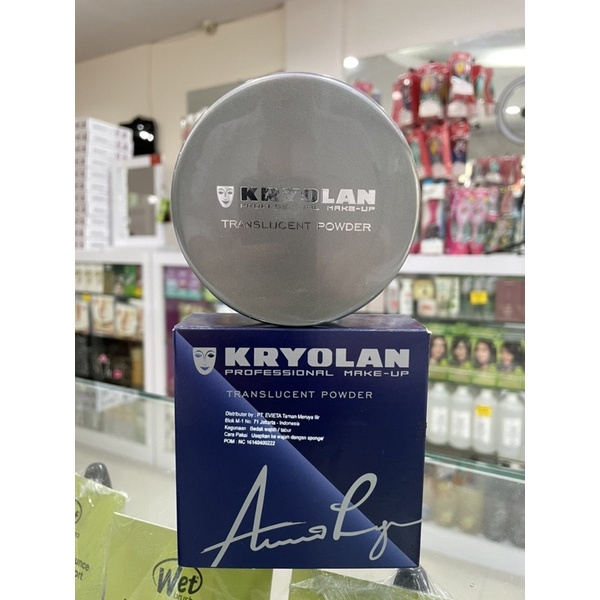 KRYOLAN
PROFESSIONAL MAKE-UP
TRANSLUCENT POWDER
KRYOLAN
PROFESSIONAL MAKE-UP
TRANSLUCENT POWDER
Distributor by : PT. EVIETA Taman Meruya Ilir
Blok M-1 No. 71 Jakarta - Indonesia
Kegunaan : Bedak wajah / tabur
Cara Pakai : Usapkan ke wajah dengan sponge/
POM : NC 16140400222
Wet